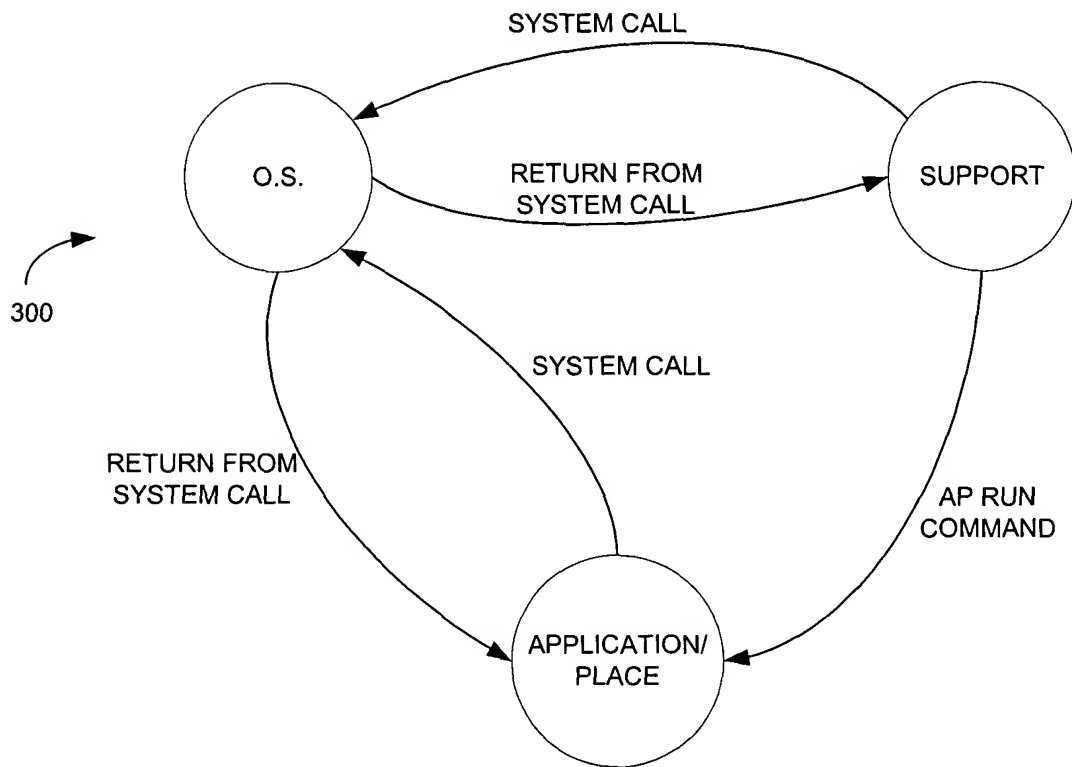 SYSTEM CALL
O.S.
RETURN FROM
SYSTEM CALL
SUPPORT
300
SYSTEM CALL
RETURN FROM
SYSTEM CALL
AP RUN
COMMAND
APPLICATION/
PLACE